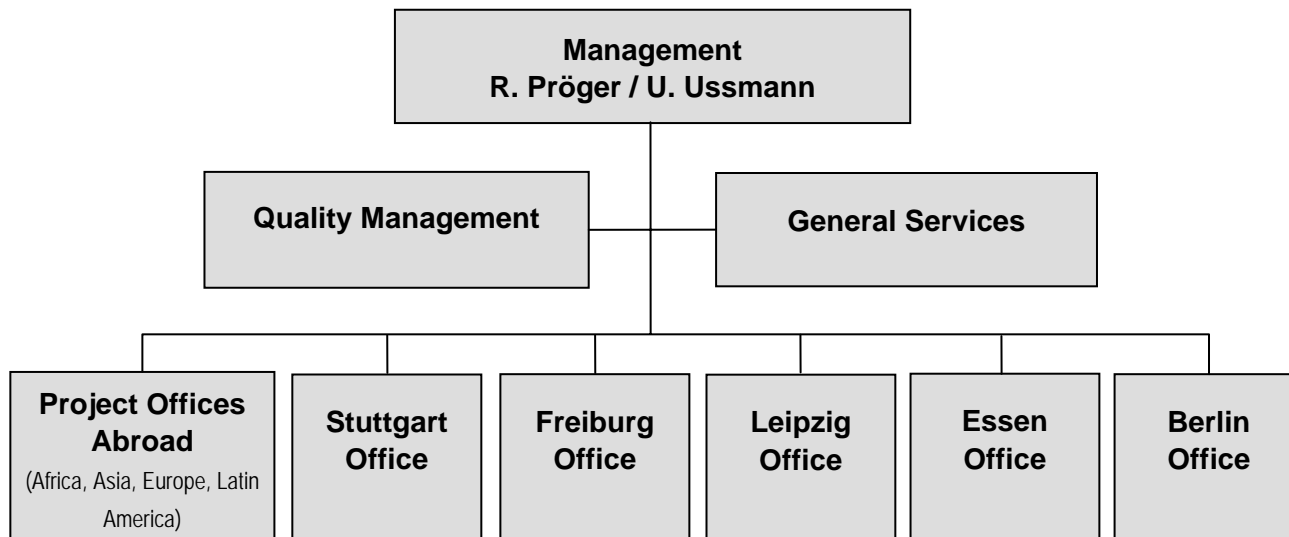 Management
R. Pröger / U. Ussmann
Quality Management
General Services
Project Offices
Abroad
(Africa, Asia, Europe, Latin
America)
Stuttgart
Office
Freiburg
Office
Leipzig
Office
Essen
Office
Berlin
Office